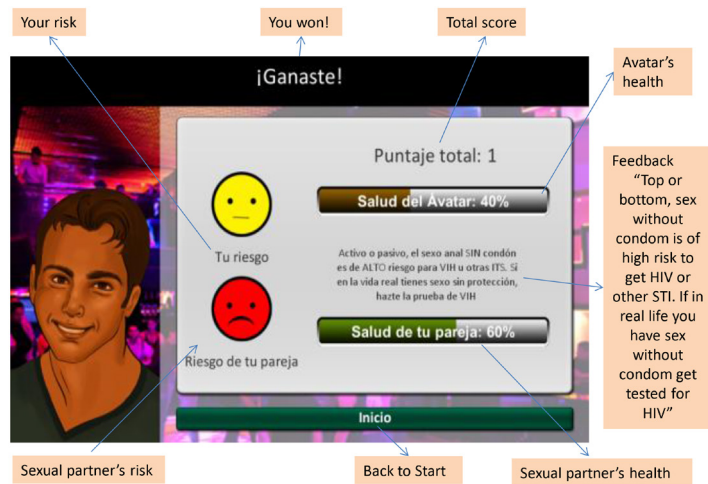 Your risk
You won!
Total score
¡Ganaste!
Avatar's
health
Puntaje total: 1
Salud del Ávatar: 40%
Tu riesgo
Activo o pasivo, el sexo anal SIN condón
es de ALTO riesgo para VIH u otras ITS. Si
en la vida real tienes sexo sin protección,
hazte la prueba de VIH
Salud de tu pareja: 60%
Riesgo de tu pareja
Inicio
Feedback
"Top or
bottom, sex
without
condom is of
high risk to
get HIV or
other STI. If in
real life you
have sex
without
condom get
tested for
HIV"
Sexual partner's risk
Back to Start
Sexual partner's health